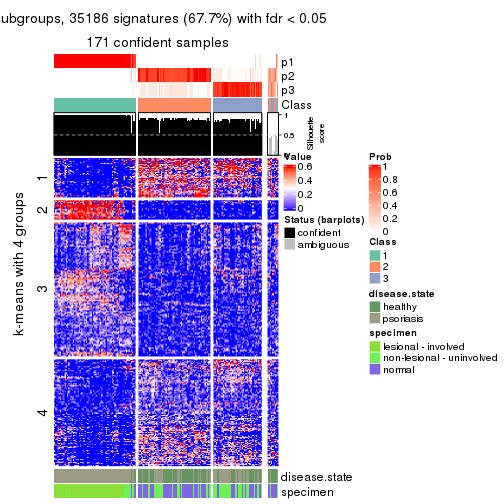 ubgroups, 35186 signatures (67.7%) with fdr < 0.05
171 confident samples
p1
p2
p3
Class
1
0.5
0
Silhouette
score
k-means with 4 groups
1
2
3
4
disease.state
specimen
Value
0.6
0.4
0.2
0
Status (barplots)
confident
ambiguous
Prob
1
0.8
0.6
0.4
0.2
0
Class
1
2
3
disease.state
healthy
psoriasis
specimen
lesional - involved
non-lesional - uninvolved
normal